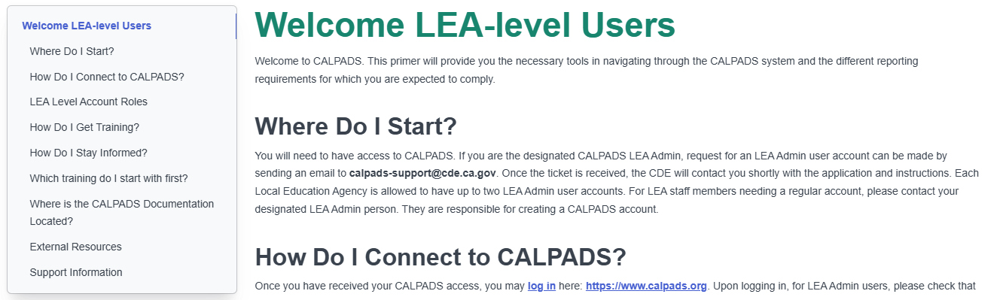 Welcome LEA-level Users
Where Do I Start?
How Do I Connect to CALPADS?
LEA Level Account Roles
How Do I Get Training?
How Do I Stay Informed?
Which training do I start with first?
Where is the CALPADS Documentation
Located?
External Resources
Support Information
Welcome LEA-level Users
Welcome to CALPADS. This primer will provide you the necessary tools in navigating through the CALPADS system and the different reporting
requirements for which you are expected to comply.
Where Do I Start?
You will need to have access to CALPADS. If you are the designated CALPADS LEA Admin, request for an LEA Admin user account can be made by
sending an email to calpads-support@cde.ca.gov. Once the ticket is received, the CDE will contact you shortly with the application and instructions. Each
Local Education Agency is allowed to have up to two LEA Admin user accounts. For LEA staff members needing a regular account, please contact your
designated LEA Admin person. They are responsible for creating a CALPADS account.
How Do I Connect to CALPADS?
Once you have received your CALPADS access, you may log in here: https://www.calpads.org. Upon logging in, for LEA Admin users, please check that